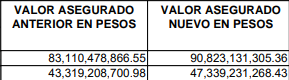 VALOR ASEGURADO VALOR ASEGURADO
ANTERIOR EN PESOS NUEVO EN PESOS
83,110,478,866.55 90,823,131,305.36
43,319,208,700.98 47,339,231,268.43